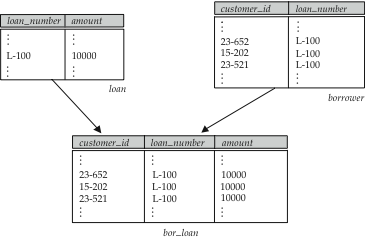 loan_number amount
⋮ ⋮
L-100 10000
⋮ ⋮
loan
customer_id loan_number
⋮ ⋮
23-652 L-100
15-202 L-100
23-521 L-100
⋮ ⋮
borrower
customer_id loan_number amount
⋮ ⋮ ⋮
23-652 L-100 10000
15-202 L-100 10000
23-521 L-100 10000
⋮ ⋮ ⋮
bor_loan